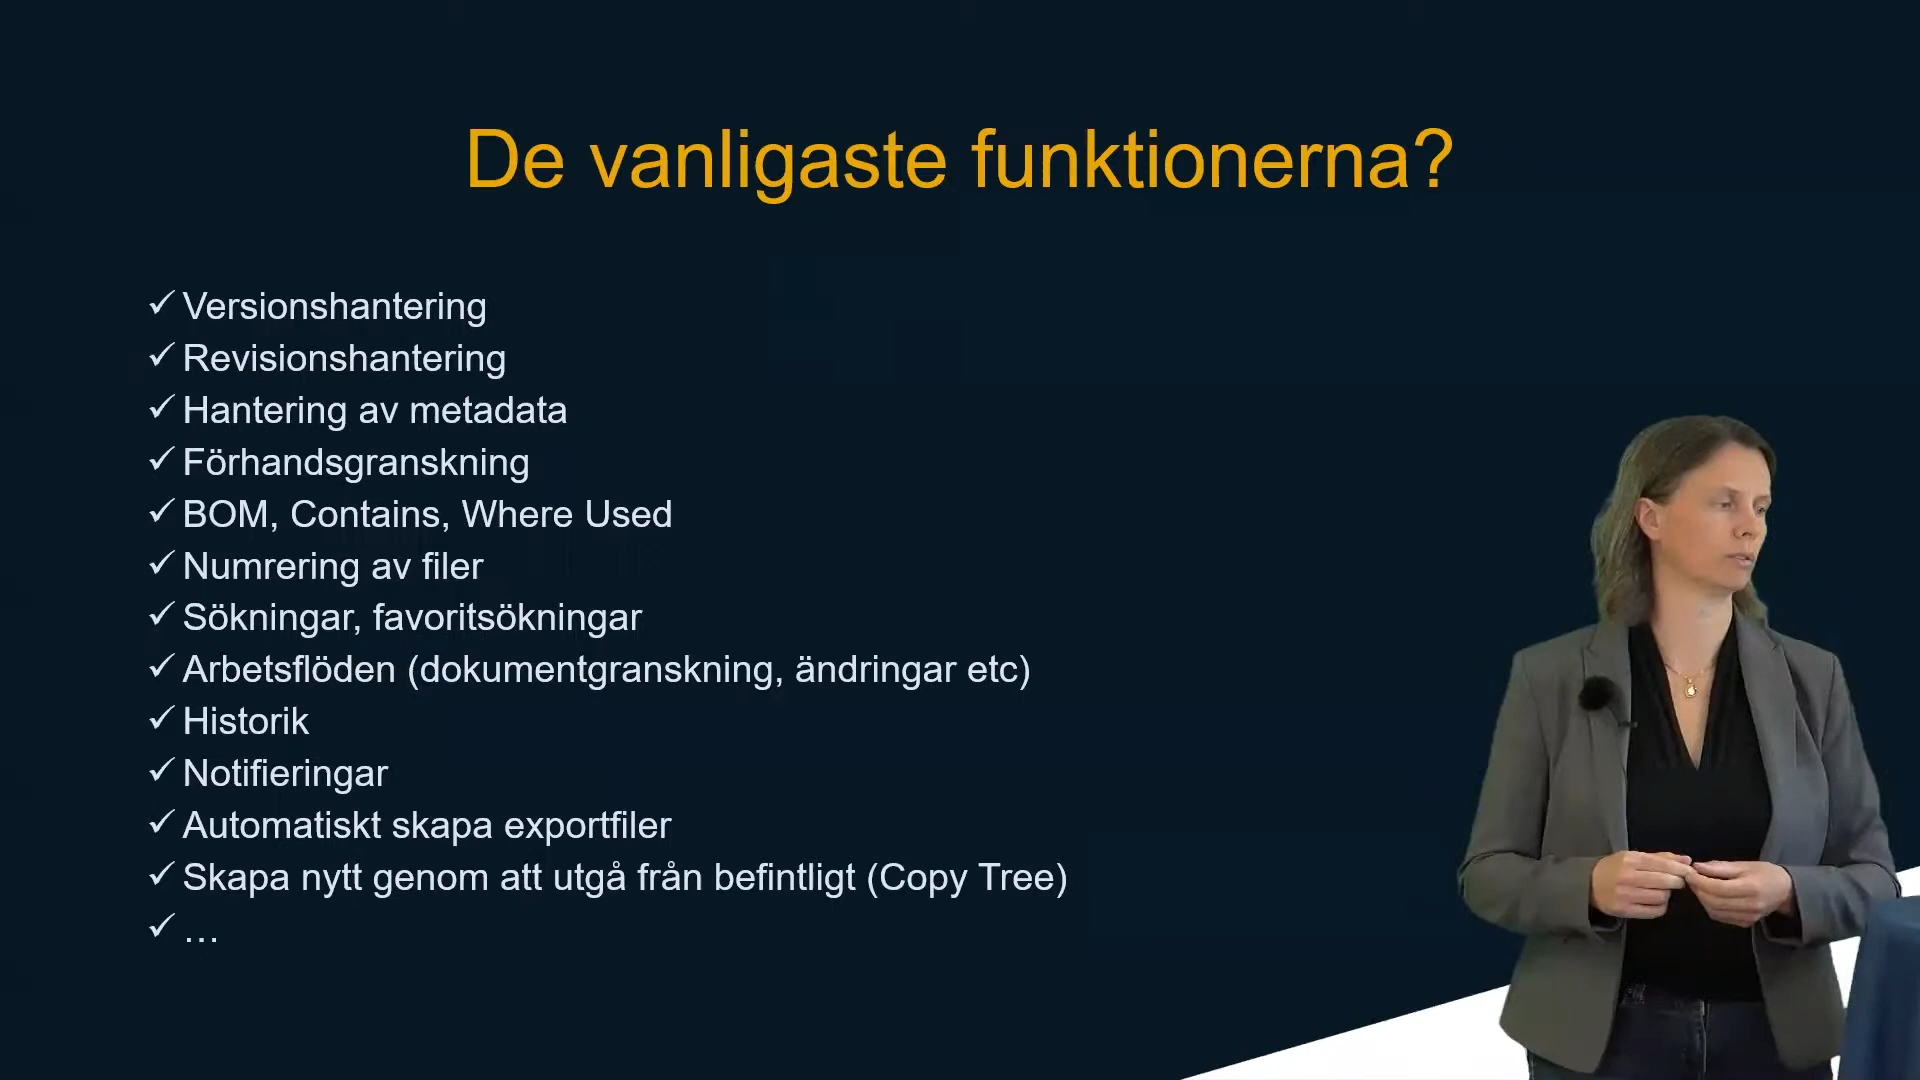 De vanligaste funktionerna?
✓ Versionshantering
✓ Revisionshantering
✓ Hantering av metadata
✓ Förhandsgranskning
✓ BOM, Contains, Where Used
✓ Numrering av filer
✓ Sökningar, favoritsökningar
✓ Arbetsflöden (dokumentgranskning, ändringar etc)
✓ Historik
✓ Notifieringar
✓ Automatiskt skapa exportfiler
✓ Skapa nytt genom att utgå från befintligt (Copy Tree)
✓ …